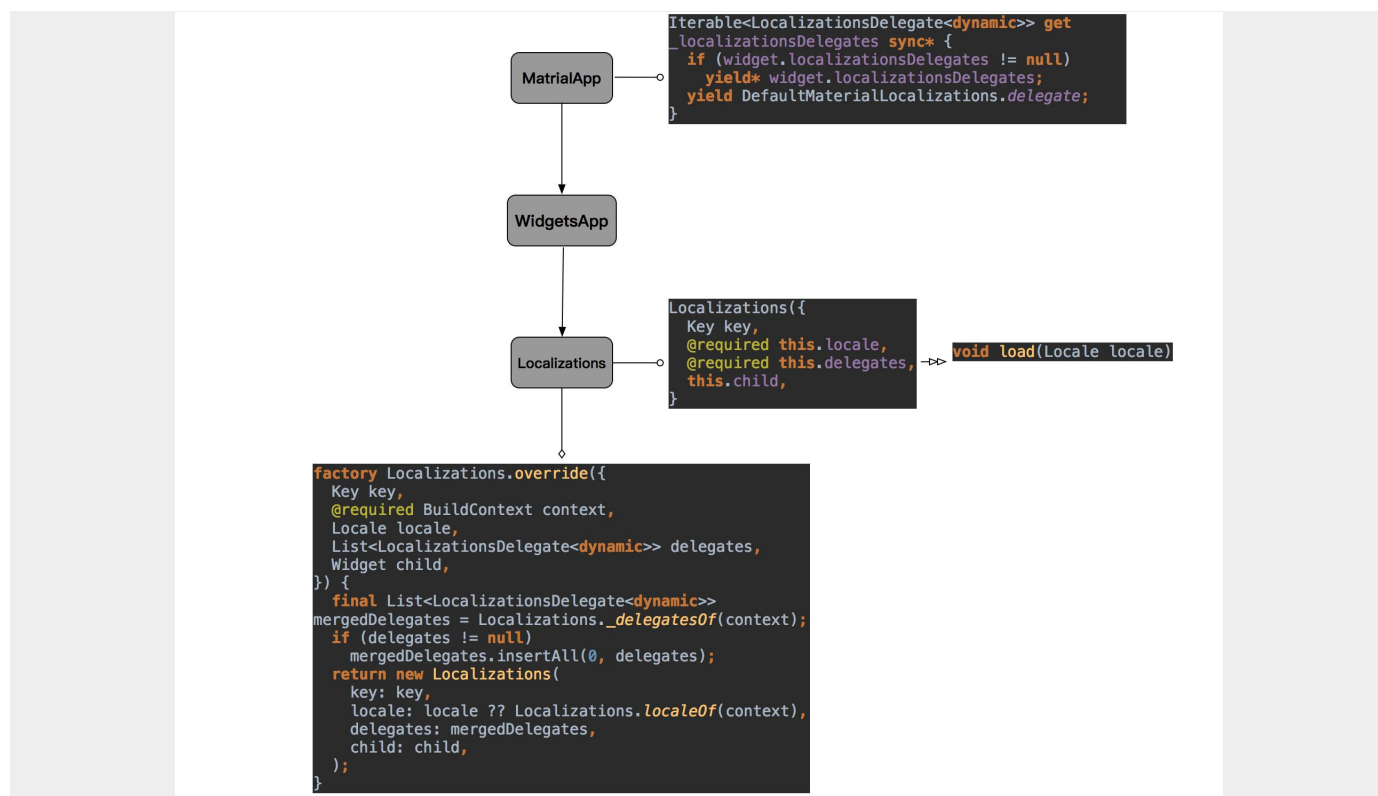 MatrialApp
Iterable<LocalizationsDelegate<dynamic>> get
_localizationsDelegates sync* {
  if (widget.localizationsDelegates != null)
    yield* widget.localizationsDelegates;
  yield DefaultMaterialLocalizations.delegate;
}
WidgetsApp
Localizations
Localizations({
  Key key,
  @required this.locale,
  @required this.delegates,
  this.child,
}
void load(Locale locale)
factory Localizations.override({
  Key key,
  @required BuildContext context,
  Locale locale,
  List<LocalizationsDelegate<dynamic>> delegates,
  Widget child,
}) {
  final List<LocalizationsDelegate<dynamic>>
mergedDelegates = Localizations._delegatesOf(context);
  if (delegates != null)
    mergedDelegates.insertAll(0, delegates);
  return new Localizations(
    key: key,
    locale: locale ?? Localizations.localeOf(context),
    delegates: mergedDelegates,
    child: child,
  );
}